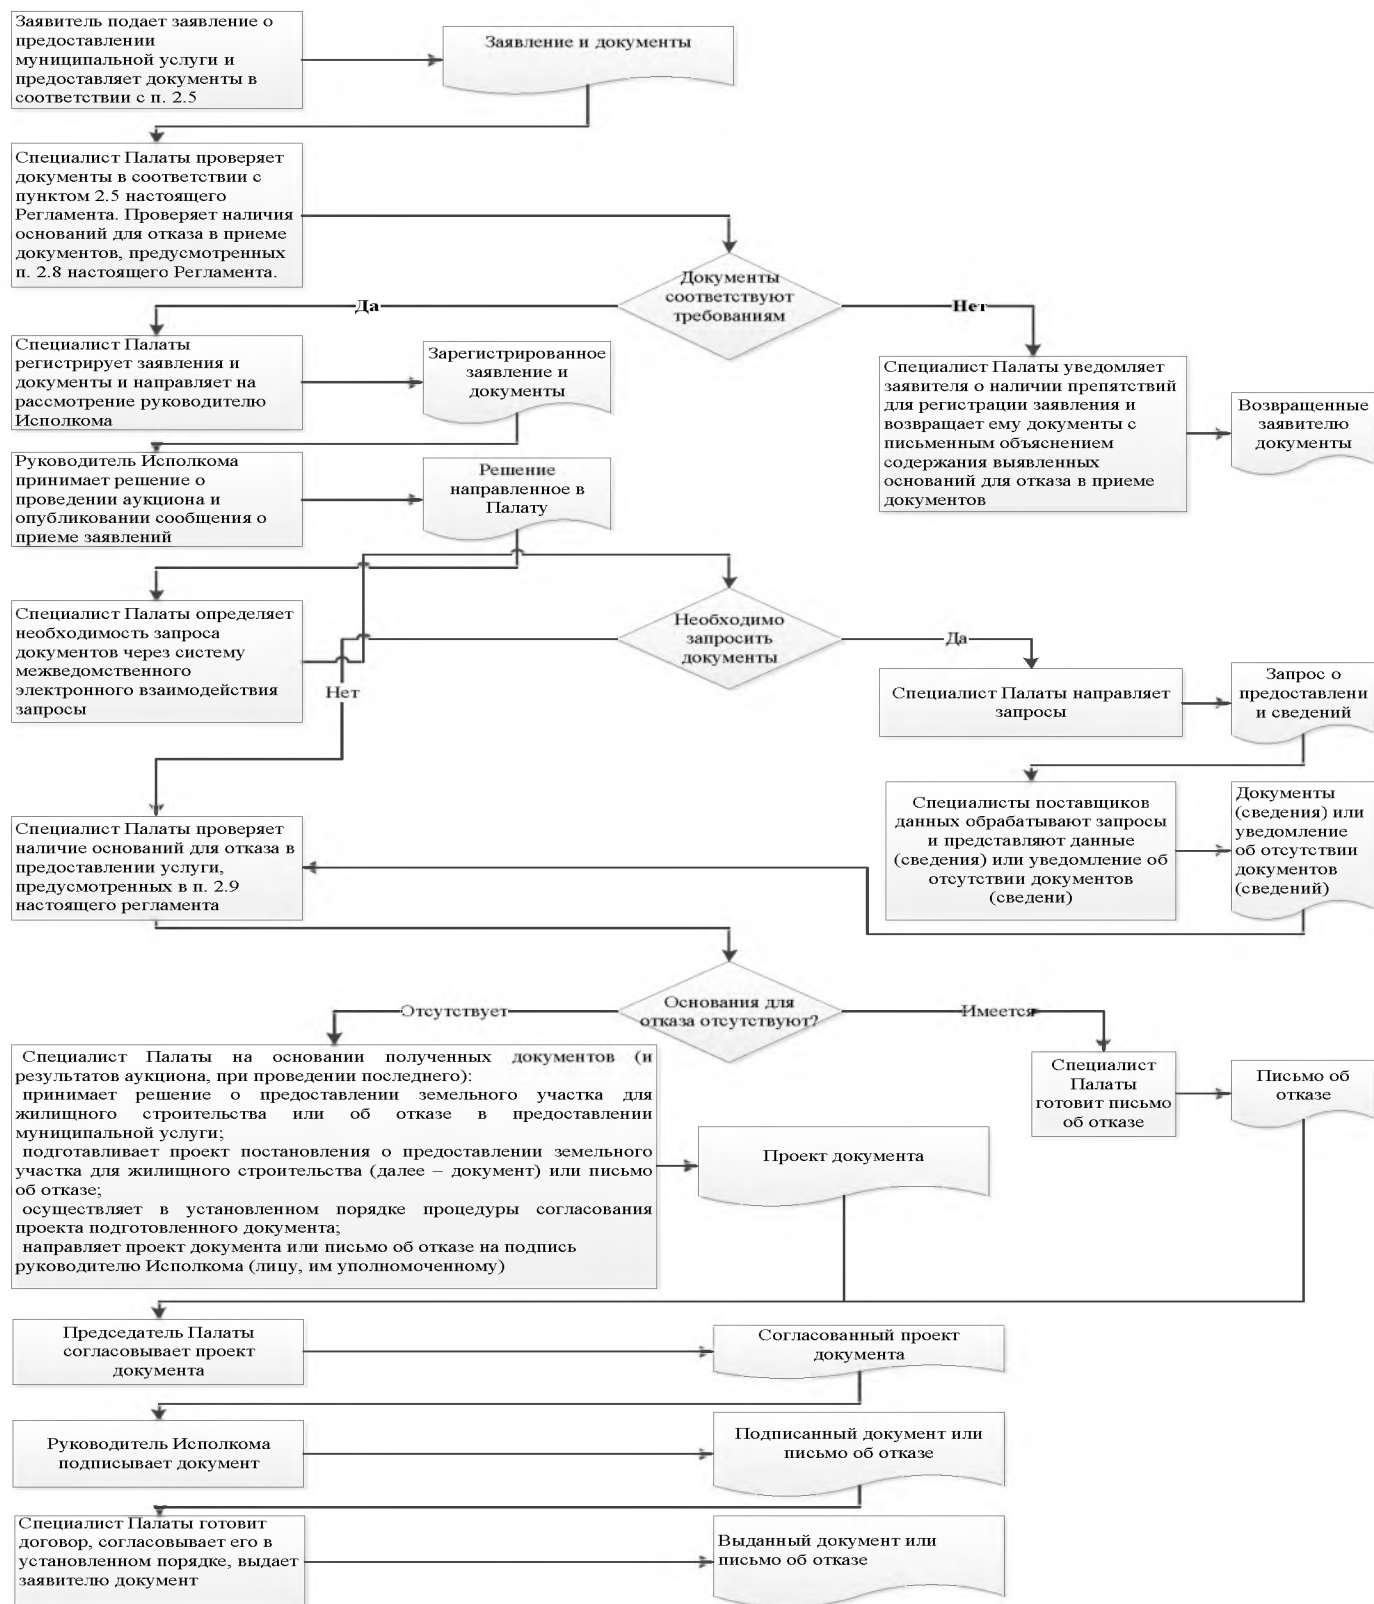 Заявитель подает заявление о
предоставлении
муниципальной услуги и
предоставляет документы в
соответствии с п. 2.5
Заявление и документы
Специалист Палаты проверяет
документы в соответствии с
пунктом 2.5 настоящего
Регламента. Проверяет наличия
оснований для отказа в приеме
документов, предусмотренных
п. 2.8 настоящего Регламента.
Документы
соответствуют
требованиям
Да
Нет
Специалист Палаты
регистрирует заявления и
документы и направляет на
рассмотрение руководителю
Исполкома
Зарегистрированное
заявление и
документы
Специалист Палаты уведомляет
заявителя о наличии препятствий
для регистрации заявления и
возвращает ему документы с
письменным объяснением
содержания выявленных
оснований для отказа в приеме
документов
Возвращенные
заявителю
документы
Руководитель Исполкома
принимает решение о
проведении аукциона и
опубликовании сообщения о
приеме заявлений
Решение
направленное в
Палату
Специалист Палаты определяет
необходимость запроса
документов через систему
межведомственного
электронного взаимодействия
запросы
Необходимо
запросить
документы
Да
Нет
Специалист Палаты направляет
запросы
Запрос о
предоставлени
и сведений
Специалисты поставщиков
данных обрабатывают запросы
и представляют данные
(сведения) или уведомление об
отсутствии документов
(сведени)
Документы
(сведения) или
уведомление
об отсутствии
документов
(сведений)
Специалист Палаты проверяет
наличие оснований для отказа в
предоставлении услуги,
предусмотренных в п. 2.9
настоящего регламента
Основания для
отказа отсутствуют?
Отсутствует
Имеется
Специалист Палаты на основании полученных документов (и
результатов аукциона, при проведении последнего):
принимает решение о предоставлении земельного участка для
жилищного строительства или об отказе в предоставлении
муниципальной услуги;
подготавливает проект постановления о предоставлении земельного
участка для жилищного строительства (далее – документ) или письмо
об отказе;
осуществляет в установленном порядке процедуры согласования
проекта подготовленного документа;
направляет проект документа или письмо об отказе на подпись
руководителю Исполкома (лицу, им уполномоченному)
Проект документа
Специалист
Палаты
готовит письмо
об отказе
Письмо об
отказе
Председатель Палаты
согласовывает проект
документа
Согласованный проект
документа
Руководитель Исполкома
подписывает документ
Подписанный документ или
письмо об отказе
Специалист Палаты готовит
договор, согласовывает его в
установленном порядке, выдает
заявителю документ
Выданный документ или
письмо об отказе